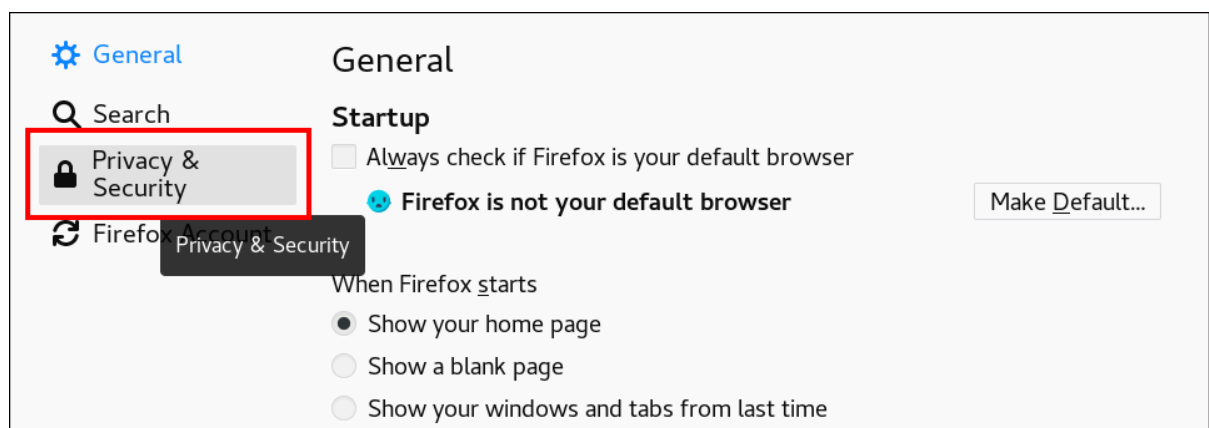 General
Search
Privacy &
Security
Firefox Account
Privacy & Security
General
Startup
Always check if Firefox is your default browser
Firefox is not your default browser
Make Default...
When Firefox starts
Show your home page
Show a blank page
Show your windows and tabs from last time